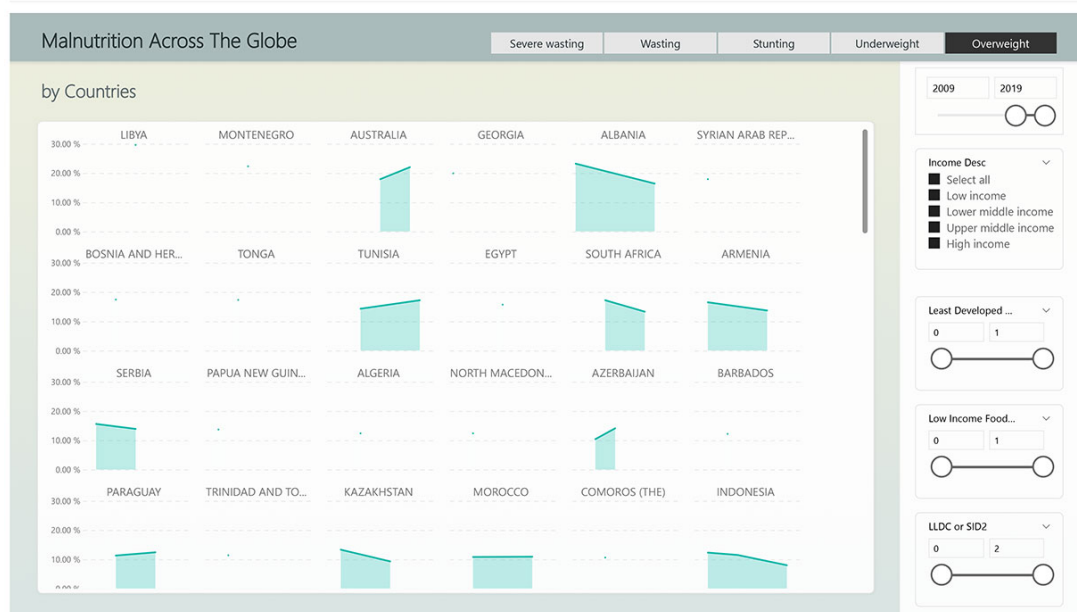 Malnutrition Across The Globe
Severe wasting Wasting Stunting Underweight Overweight
by Countries
LIBYA MONTENEGRO AUSTRALIA GEORGIA ALBANIA SYRIAN ARAB REP...
30.00 %
20.00 %
10.00 %
0.00 %
BOSNIA AND HER... TONGA TUNISIA EGYPT SOUTH AFRICA ARMENIA
30.00 %
20.00 %
10.00 %
0.00 %
SERBIA PAPUA NEW GUIN... ALGERIA NORTH MACEDON... AZERBAIJAN BARBADOS
30.00 %
20.00 %
10.00 %
0.00 %
PARAGUAY TRINIDAD AND TO... KAZAKHSTAN MOROCCO COMOROS (THE) INDONESIA
30.00 %
20.00 %
10.00 %
0.00 %
2009 2019
Income Desc
Select all
Low income
Lower middle income
Upper middle income
High income
Least Developed ...
0 1
Low Income Food...
0 1
LLDC or SID2
0 2